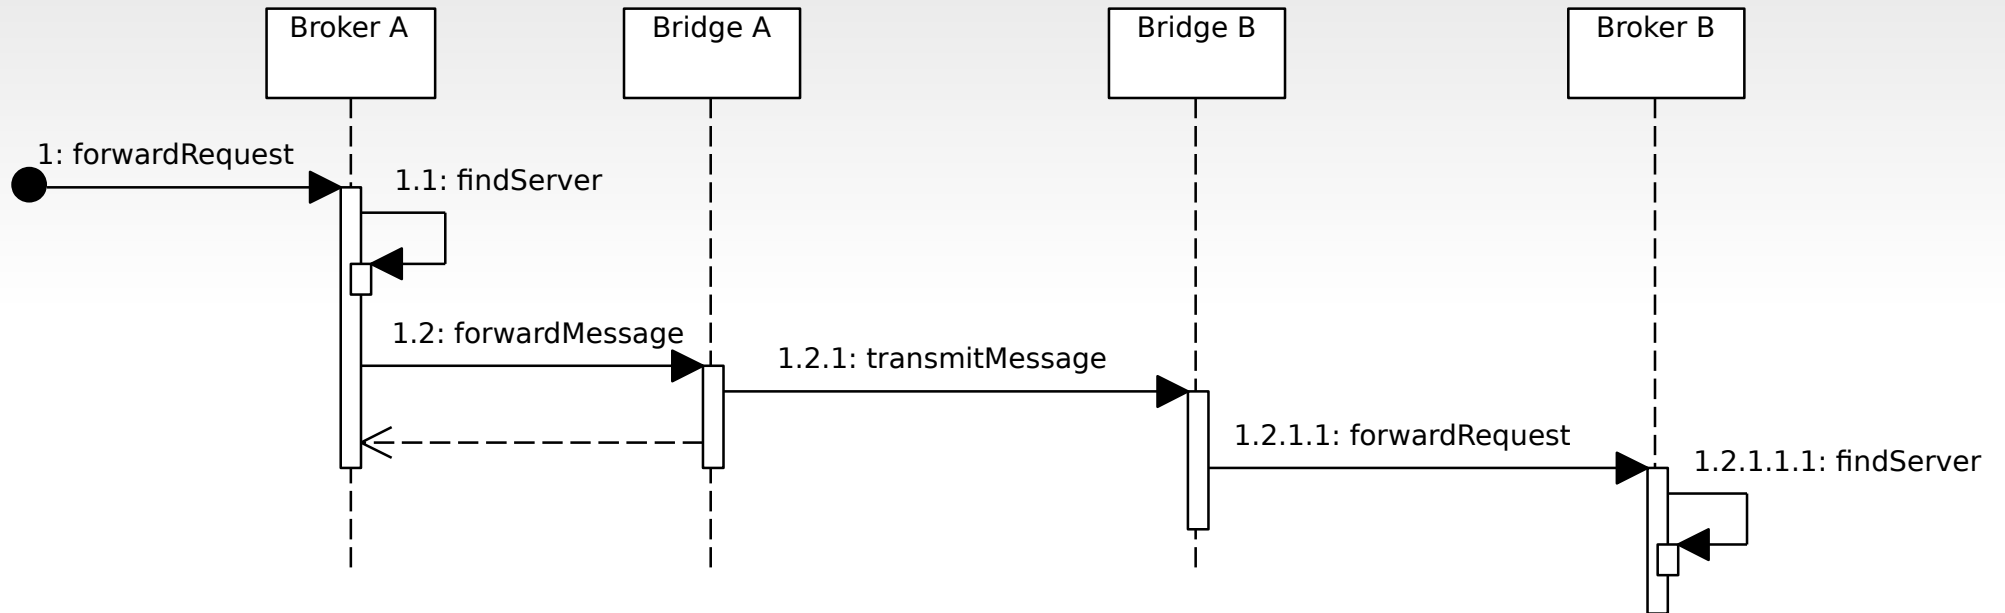 Broker A
Bridge A
Bridge B
Broker B
1: forwardRequest
1.1: findServer
1.2: forwardMessage
1.2.1: transmitMessage
1.2.1.1: forwardRequest
1.2.1.1.1: findServer